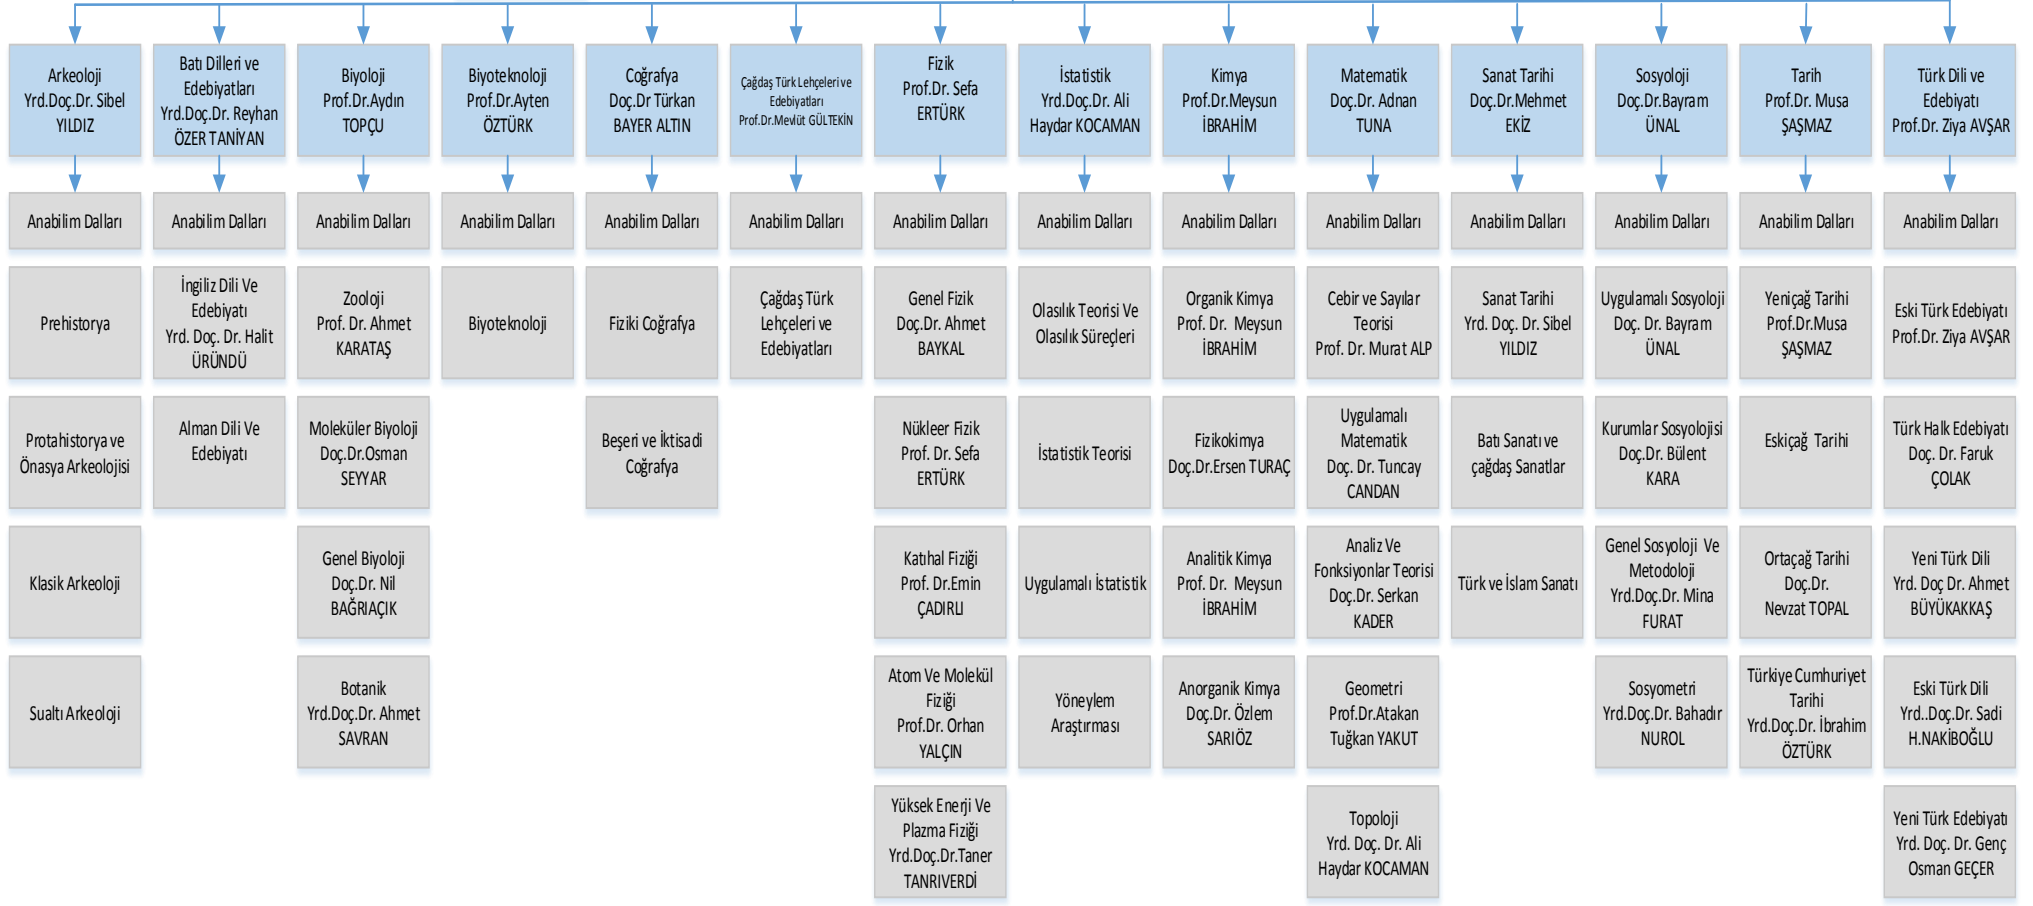 Arkeoloji
Yrd.Doç.Dr. Sibel
YILDIZ
Batı Dilleri ve
Edebiyatları
Yrd.Doç.Dr. Reyhan
ÖZER TANİYAN
Biyoloji
Prof.Dr.Aydın
TOPÇU
Biyoteknoloji
Prof.Dr.Ayten
ÖZTÜRK
Coğrafya
Doç.Dr Türkan
BAYER ALTIN
Çağdaş Türk Lehçeleri ve
Edebiyatları
Prof.Dr.Mevlüt GÜLTEKİN
Fizik
Prof.Dr. Sefa
ERTÜRK
İstatistik
Yrd.Doç.Dr. Ali
Haydar KOCAMAN
Kimya
Prof.Dr.Meysun
İBRAHİM
Matematik
Doç.Dr. Adnan
TUNA
Sanat Tarihi
Doç.Dr.Mehmet
EKİZ
Sosyoloji
Doç.Dr.Bayram
ÜNAL
Tarih
Prof.Dr. Musa
ŞAŞMAZ
Türk Dili ve
Edebiyatı
Prof.Dr. Ziya AVŞAR
Anabilim Dalları
Anabilim Dalları
Anabilim Dalları
Anabilim Dalları
Anabilim Dalları
Anabilim Dalları
Anabilim Dalları
Anabilim Dalları
Anabilim Dalları
Anabilim Dalları
Anabilim Dalları
Anabilim Dalları
Anabilim Dalları
Anabilim Dalları
Prehistorya
İngiliz Dili Ve
Edebiyatı
Yrd. Doç. Dr. Halit
ÜRÜNDÜ
Zooloji
Prof. Dr. Ahmet
KARATAŞ
Biyoteknoloji
Fiziki Coğrafya
Çağdaş Türk
Lehçeleri ve
Edebiyatları
Genel Fizik
Doç.Dr. Ahmet
BAYKAL
Olasılık Teorisi Ve
Olasılık Süreçleri
Organik Kimya
Prof. Dr. Meysun
İBRAHİM
Cebir ve Sayılar
Teorisi
Prof. Dr. Murat ALP
Sanat Tarihi
Yrd. Doç. Dr. Sibel
YILDIZ
Uygulamalı Sosyoloji
Doç. Dr. Bayram
ÜNAL
Yeniçağ Tarihi
Prof.Dr.Musa
ŞAŞMAZ
Eski Türk Edebiyatı
Prof.Dr. Ziya AVŞAR
Protahistorya ve
Önasya Arkeolojisi
Alman Dili Ve
Edebiyatı
Moleküler Biyoloji
Doç.Dr.Osman
SEYYAR
Beşeri ve İktisadi
Coğrafya
Nükleer Fizik
Prof. Dr. Sefa
ERTÜRK
İstatistik Teorisi
Fizikokimya
Doç.Dr.Ersen TURAÇ
Uygulamalı
Matematik
Doç. Dr. Tuncay
CANDAN
Batı Sanatı ve
çağdaş Sanatlar
Kurumlar Sosyolojisi
Doç.Dr. Bülent
KARA
Eskiçağ Tarihi
Türk Halk Edebiyatı
Doç. Dr. Faruk
ÇOLAK
Klasik Arkeoloji
Genel Biyoloji
Doç.Dr. Nil
BAĞRIAÇIK
Katıhal Fiziği
Prof. Dr.Emin
ÇADIRLI
Uygulamalı İstatistik
Analitik Kimya
Prof. Dr. Meysun
İBRAHİM
Analiz Ve
Fonksiyonlar Teorisi
Doç.Dr. Serkan
KADER
Türk ve İslam Sanatı
Genel Sosyoloji Ve
Metodoloji
Yrd.Doç.Dr. Mina
FURAT
Ortaçağ Tarihi
Doç.Dr.
Nevzat TOPAL
Yeni Türk Dili
Yrd. Doç Dr. Ahmet
BÜYÜKAKKAŞ
Sualtı Arkeoloji
Botanik
Yrd.Doç.Dr. Ahmet
SAVRAN
Atom Ve Molekül
Fiziği
Prof.Dr. Orhan
YALÇIN
Yöneylem
Araştırması
Anorganik Kimya
Doç.Dr. Özlem
SARIÖZ
Geometri
Prof.Dr.Atakan
Tuğkan YAKUT
Sosyometri
Yrd.Doç.Dr. Bahadır
NUROL
Türkiye Cumhuriyet
Tarihi
Yrd.Doç.Dr. İbrahim
ÖZTÜRK
Eski Türk Dili
Yrd..Doç.Dr. Sadi
H.NAKİBOĞLU
Yüksek Enerji Ve
Plazma Fiziği
Yrd.Doç.Dr.Taner
TANRIVERDİ
Topoloji
Yrd. Doç. Dr. Ali
Haydar KOCAMAN
Yeni Türk Edebiyatı
Yrd. Doç. Dr. Genç
Osman GEÇER